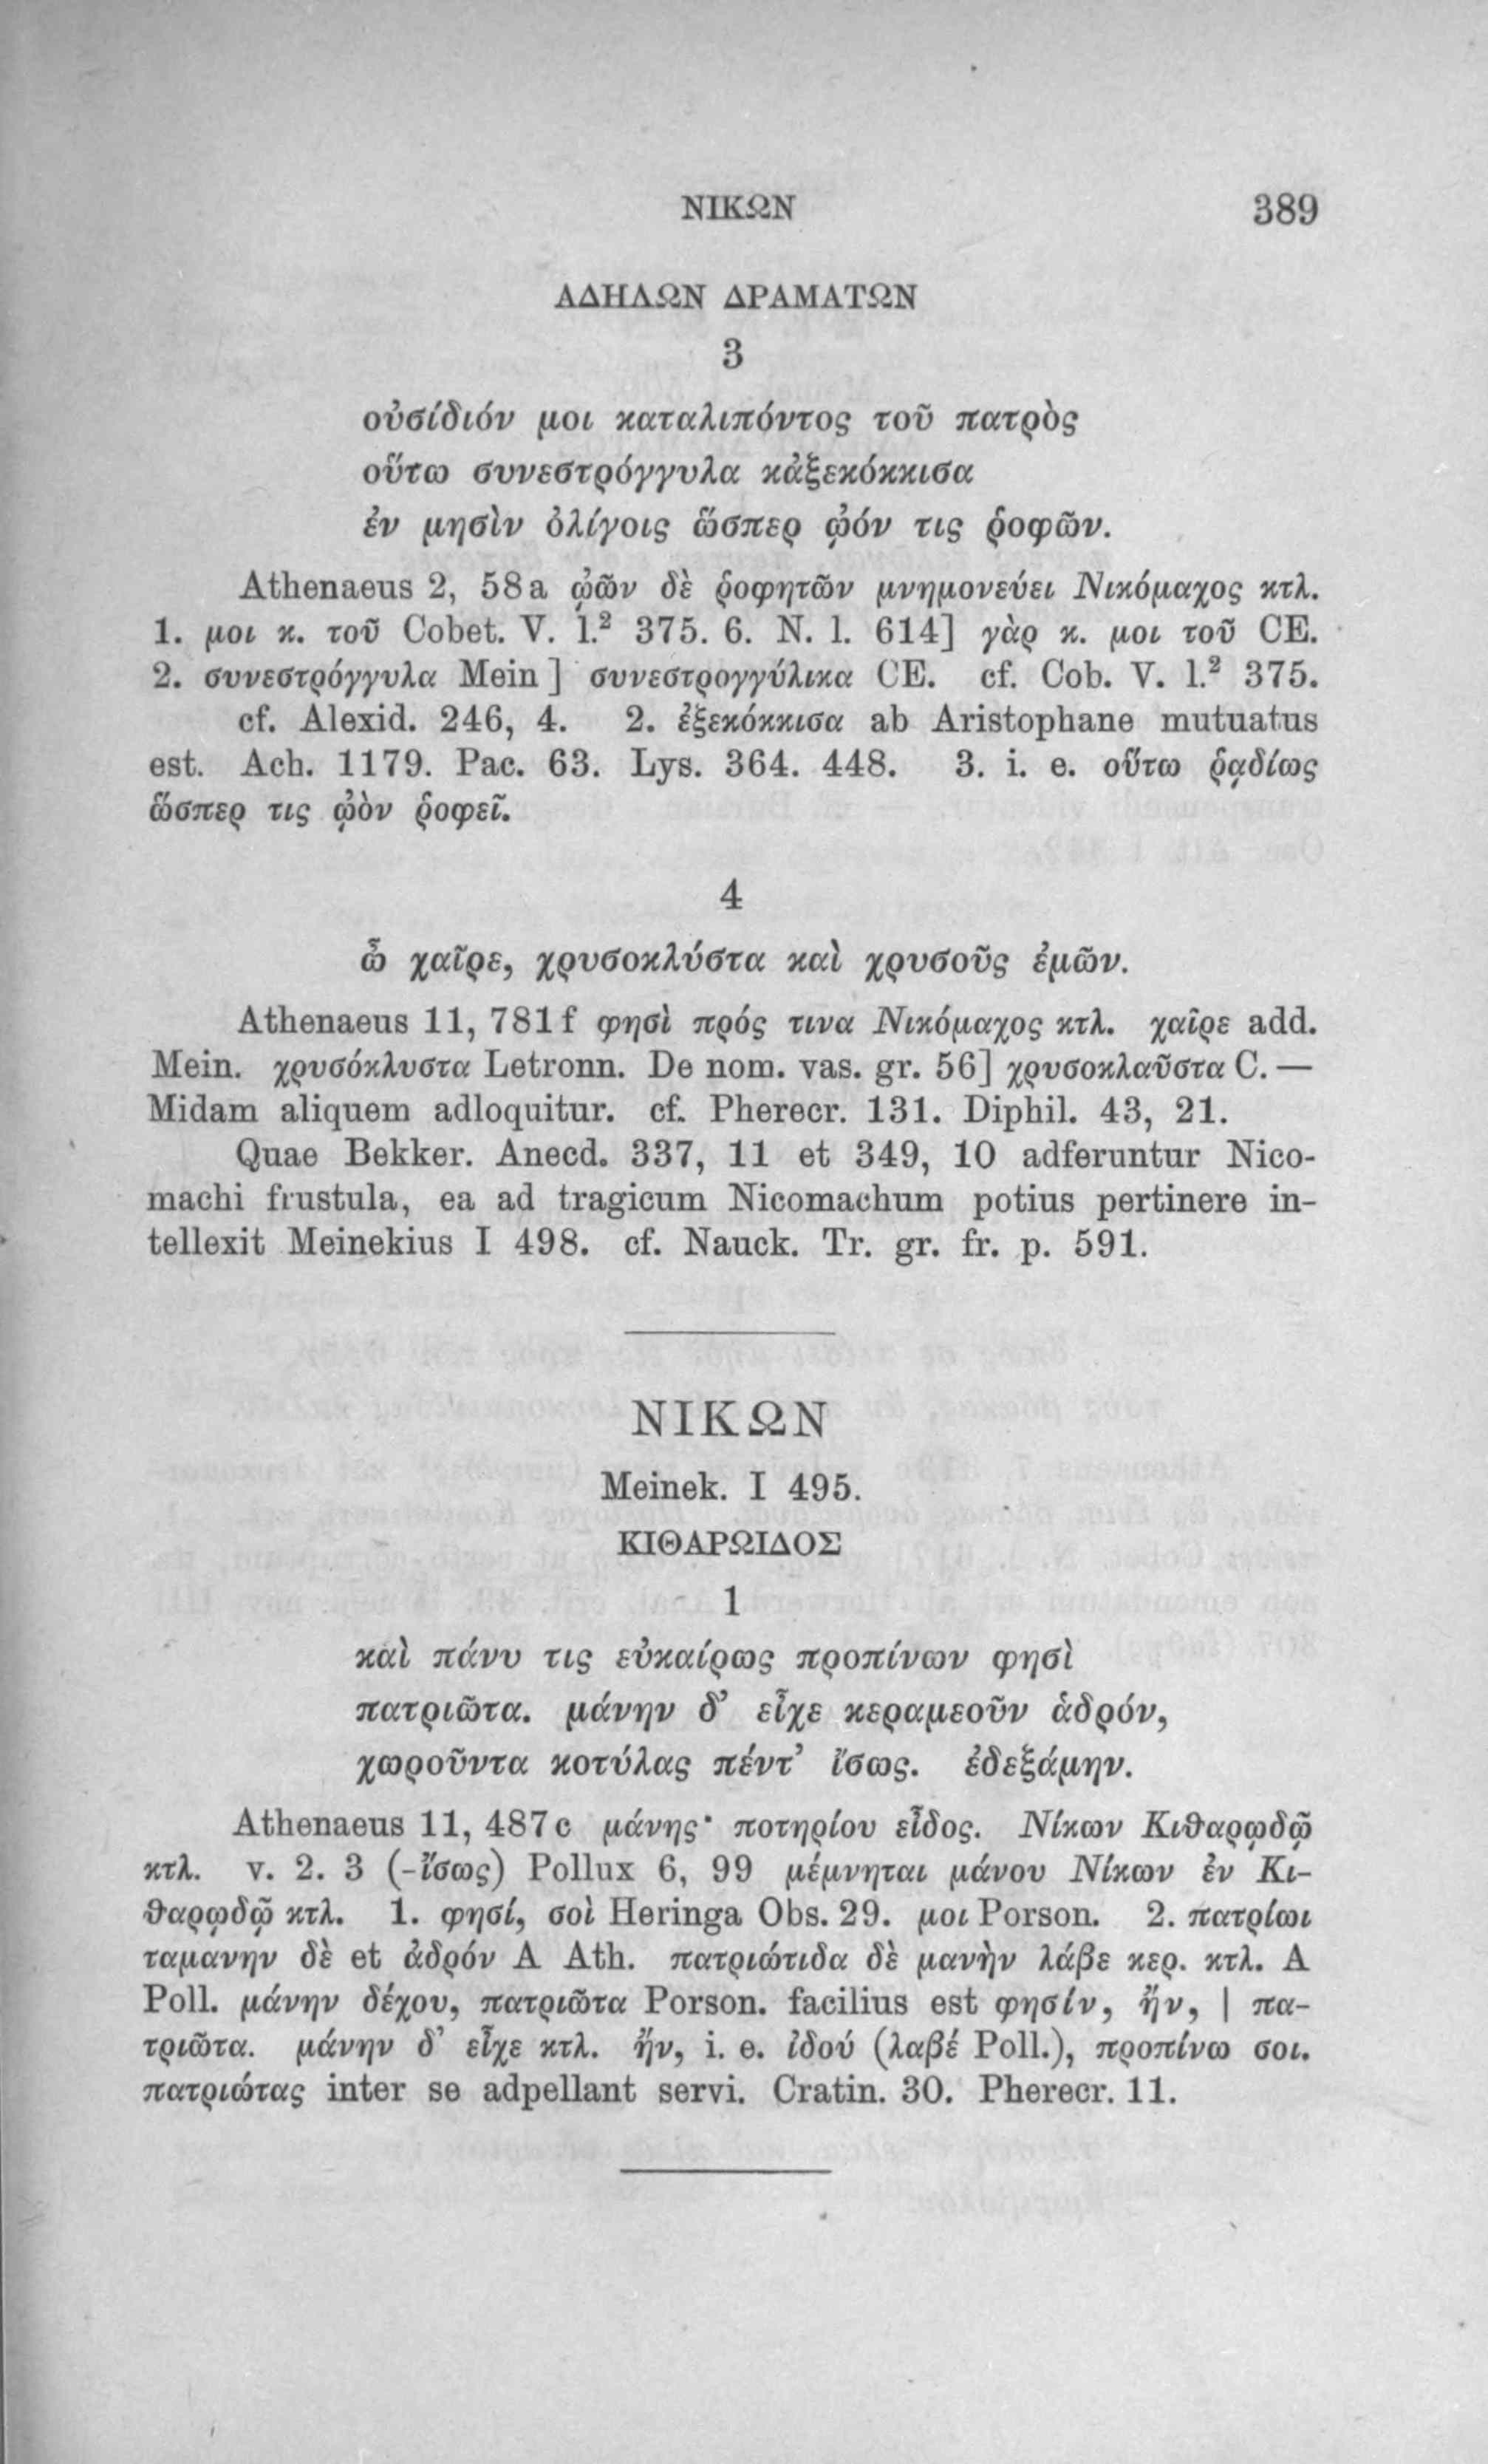 ΝΙΚΩΝ 389
ΑΔΗΛΩΝ ΔΡΑΜΑΤΩΝ
3
οὐσίδιόν μοι καταλιπόντος τοῦ πατρὸς
οὕτω συνεστρόγγυλα κἀξεκόκκισα
ἐν μησὶν ὀλίγοις ὥσπερ ᾠόν τις ῥοφῶν.
Athenaeus 2, 58a ᾠῶν δὲ ῥοφητῶν μνημονεύει Νικόμαχος κτλ.
1. μοι κ. τοῦ Cobet. V. l.² 375. 6. N. l. 614] γὰρ κ. μοι τοῦ CE.
2. συνεστρόγγυλα Mein] συνεστρογγύλικα CE. cf. Cob. V. l.² 375.
cf. Alexid. 246, 4. 2. ἐξεκόκκισα ab Aristophane mutuatus
est. Ach. 1179. Pac. 63. Lys. 364. 448. 3. i. e. οὕτω ῥᾳδίως
ὥσπερ τις ᾠὸν ῥοφεῖ.
4
ὦ χαῖρε, χρυσοκλύστα καὶ χρυσοῦς ἐμῶν.
Athenaeus 11, 781f φησὶ πρός τινα Νικόμαχος κτλ. χαῖρε add.
Mein. χρυσόκλυστα Letronn. De nom. vas. gr. 56] χρυσοκλαῦστα C. —
Midam aliquem adloquitur. cf. Pherecr. 131. Diphil. 43, 21.
Quae Bekker. Anecd. 337, 11 et 349, 10 adferuntur Nico-
machi frustula, ea ad tragicum Nicomachum potius pertinere in-
tellexit Meinekius I 498. cf. Nauck. Tr. gr. fr. p. 591.
ΝΙΚΩΝ
Meinek. I 495.
ΚΙΘΑΡΩΙΔΟΣ
1
καὶ πάνυ τις εὐκαίρως προπίνων φησὶ
πατριῶτα. μάνην δ’ εἶχε κεραμεοῦν ἁδρόν,
χωροῦντα κοτύλας πέντ’ ἴσως. ἐδεξάμην.
Athenaeus 11, 487c μάνης· ποτηρίου εἶδος. Νίκων Κιθαρῳδῷ
κτλ. v. 2. 3 (-ἴσως) Pollux 6, 99 μέμνηται μάνου Νίκων ἐν Κι-
θαρῳδῷ κτλ. 1. φησί, σοὶ Heringa Obs. 29. μοι Porson. 2. πατρίωι
ταμανην δὲ et ἀδρόν A Ath. πατριώτιδα δὲ μανὴν λάβε κερ. κτλ. A
Poll. μάνην δέχου, πατριῶτα Porson. facilius est φησίν, ἤν, | πα-
τριῶτα. μάνην δ’ εἶχε κτλ. ἤν, i. e. ἰδού (λαβέ Poll.), προπίνω σοι.
πατριώτας inter se adpellant servi. Cratin. 30. Pherecr. 11.